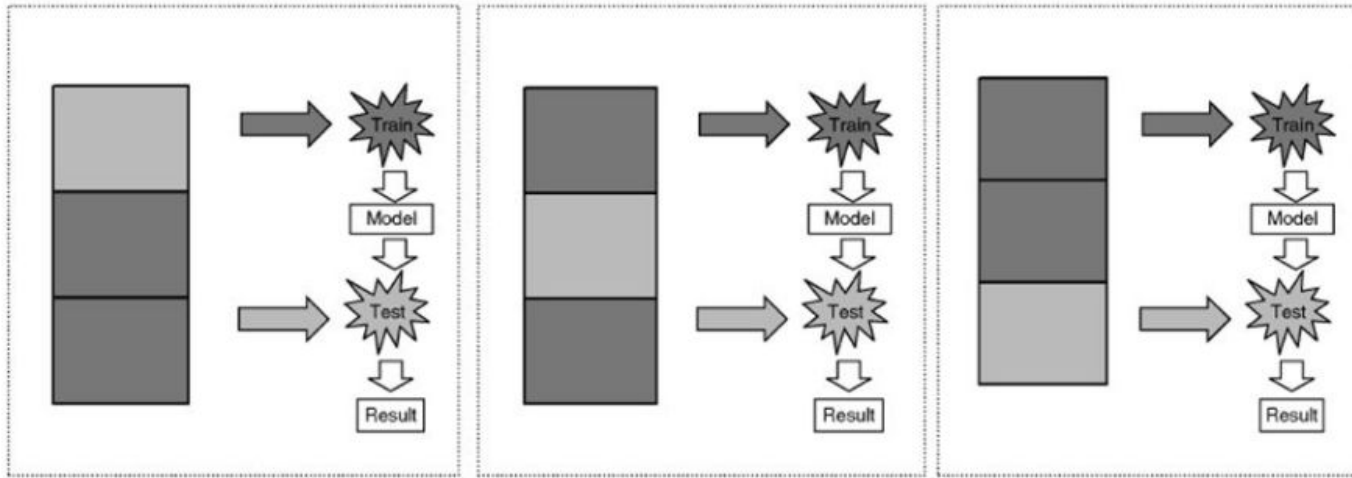 Train
Model
Test
Result
Train
Model
Test
Result
Train
Model
Test
Result